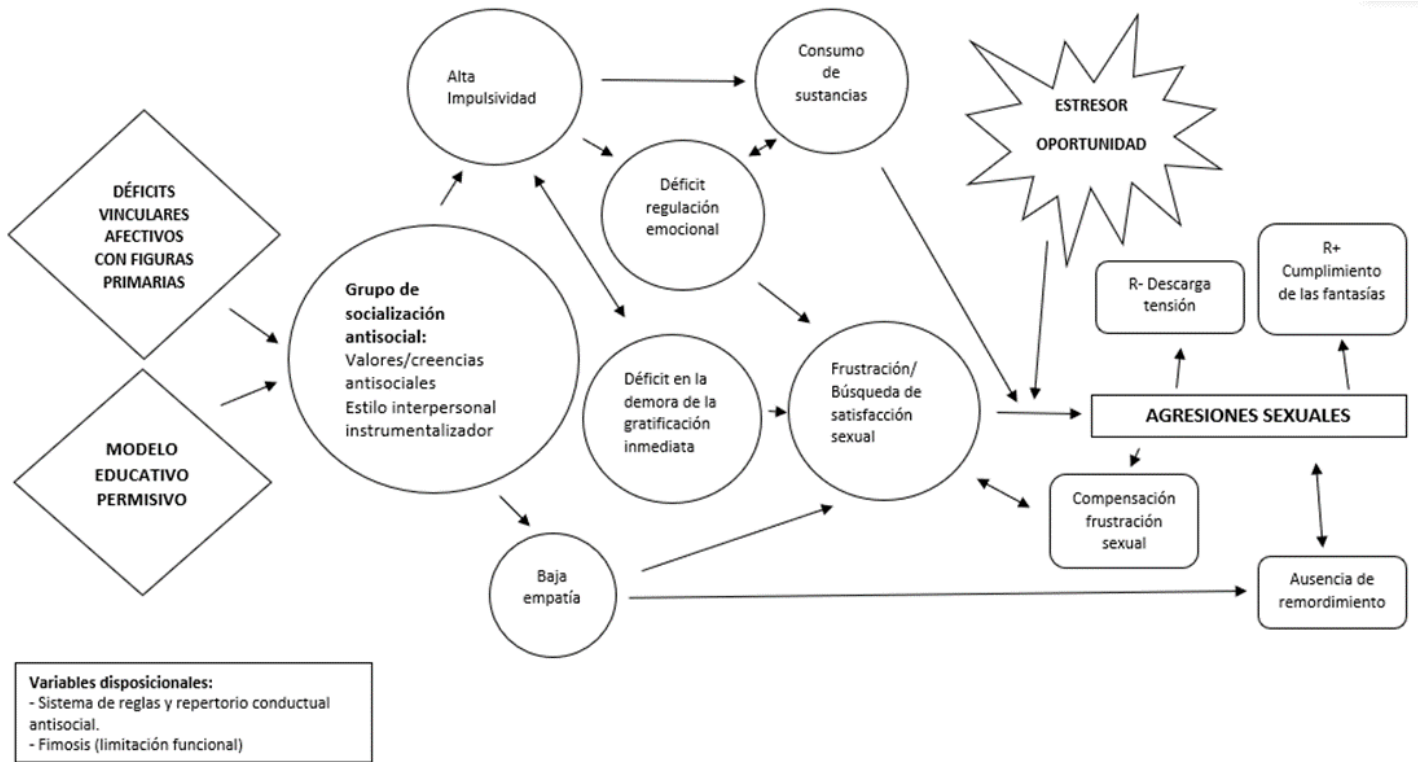 DÉFICITS
VINCULARES
AFECTIVOS
CON FIGURAS
PRIMARIAS
MODELO
EDUCATIVO
PERMISIVO
Grupo de
socialización
antisocial:
Valores/creencias
antisociales
Estilo interpersonal
instrumentalizador
Alta
Impulsividad
Consumo
de
sustancias
Déficit
regulación
emocional
Déficit en la
demora de la
gratificación
inmediata
Frustración/
Búsqueda de
satisfacción
sexual
Baja
empatía
ESTRESOR
OPORTUNIDAD
R- Descarga
tensión
R+
Cumplimiento
de las fantasías
AGRESIONES SEXUALES
Compensación
frustración
sexual
Ausencia de
remordimiento
Variables disposicionales:
- Sistema de reglas y repertorio conductual
antisocial.
- Fimosis (limitación funcional)